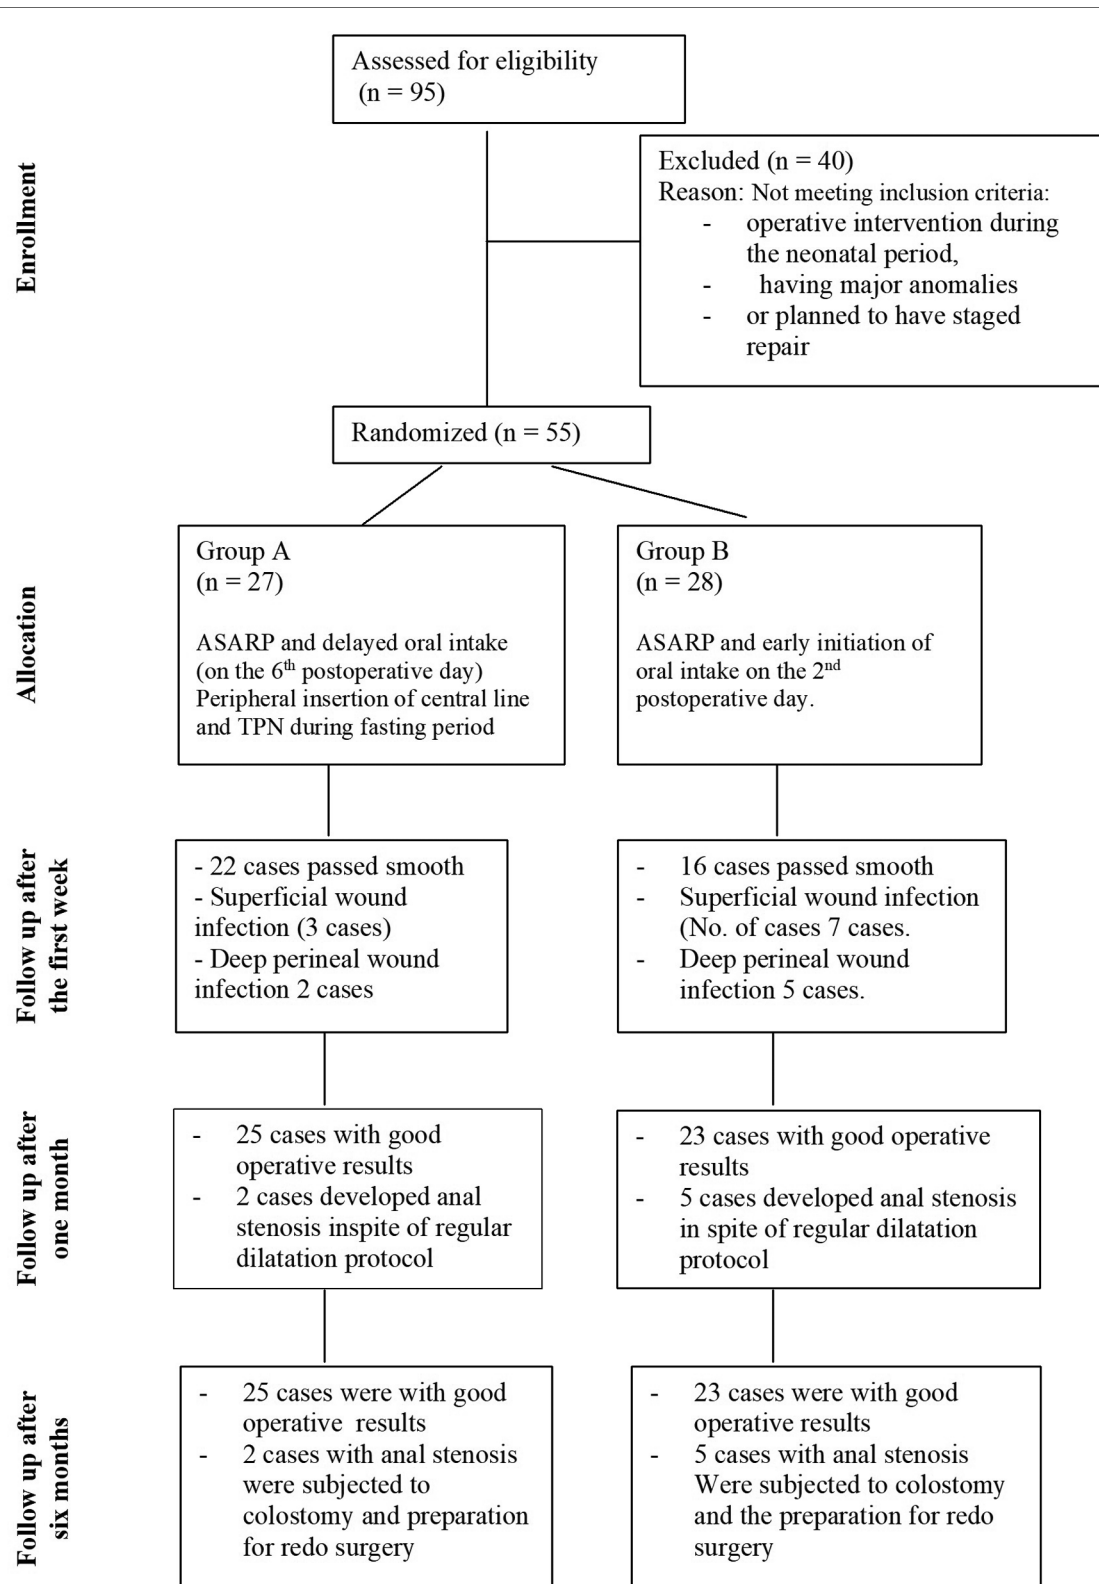 Assessed for eligibility
(n = 95)
Enrollment
Excluded (n = 40)
Reason: Not meeting inclusion criteria:
- operative intervention during
the neonatal period,
- having major anomalies
- or planned to have staged
repair
Randomized (n = 55)
Allocation
Group A
(n = 27)
ASARP and delayed oral intake
(on the 6th postoperative day)
Peripheral insertion of central line
and TPN during fasting period
Group B
(n = 28)
ASARP and early initiation of
oral intake on the 2nd
postoperative day.
Follow up after
the first week
- 22 cases passed smooth
- Superficial wound
infection (3 cases)
- Deep perineal wound
infection 2 cases
- 16 cases passed smooth
- Superficial wound infection
(No. of cases 7 cases.
- Deep perineal wound
infection 5 cases.
Follow up after
one month
- 25 cases with good
operative results
- 2 cases developed anal
stenosis inspite of regular
dilatation protocol
- 23 cases with good operative
results
- 5 cases developed anal stenosis
in spite of regular dilatation
protocol
Follow up after
six months
- 25 cases were with good
operative results
- 2 cases with anal stenosis
were subjected to
colostomy and preparation
for redo surgery
- 23 cases were with good
operative results
- 5 cases with anal stenosis
Were subjected to colostomy
and the preparation for redo
surgery